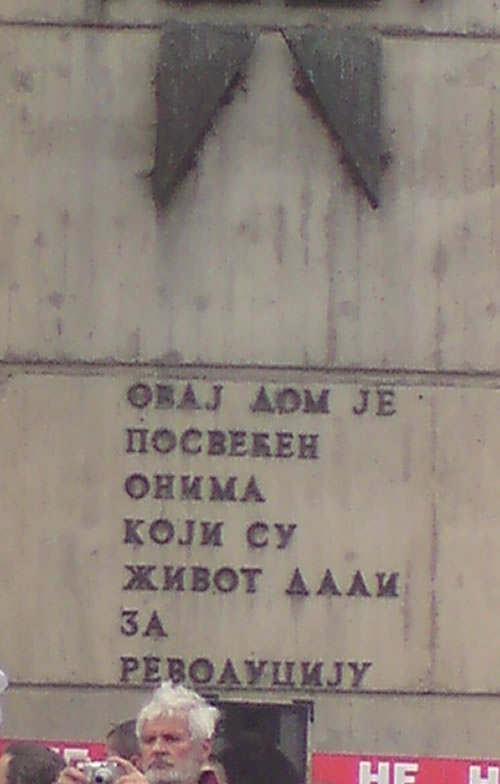 ОВАЈ ДОМ ЈЕ
ПОСВЕЋЕН
ОНИМА
КОЈИ СУ
ЖИВОТ ДАЛИ
ЗА
РЕВОЛУЦИЈУ
НЕ